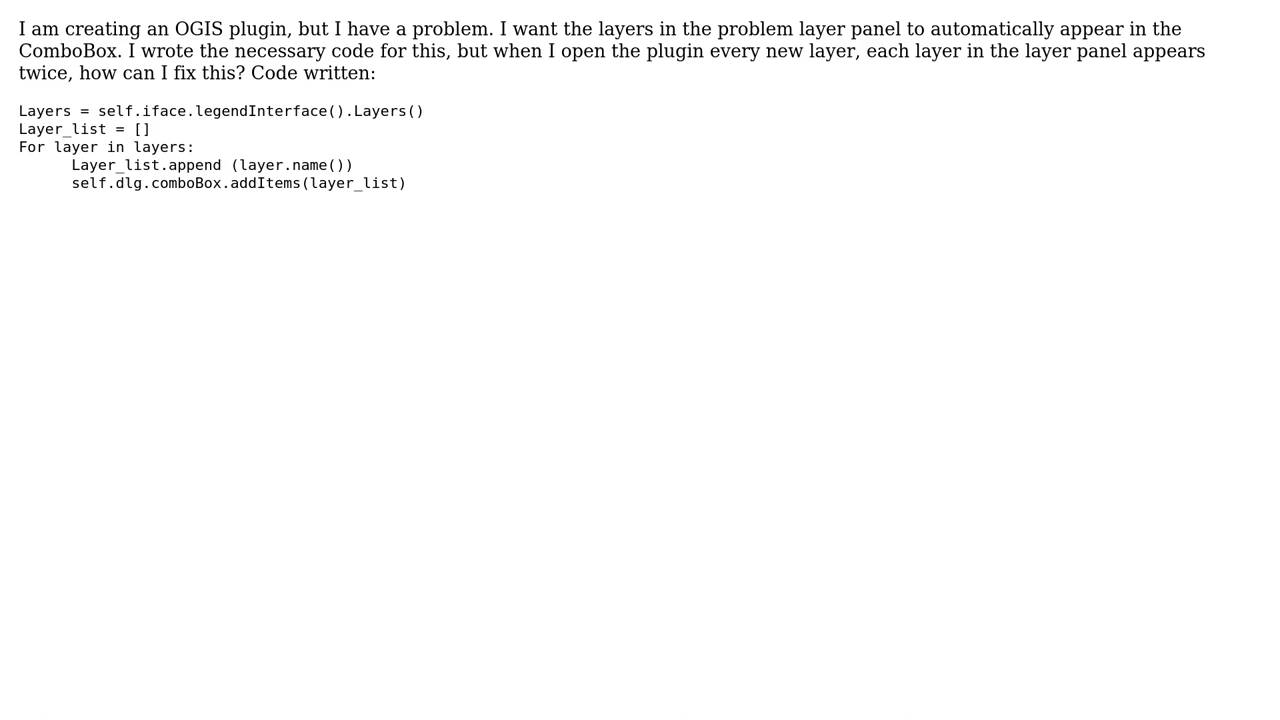 I am creating an OGIS plugin, but I have a problem. I want the layers in the problem layer panel to automatically appear in the
ComboBox. I wrote the necessary code for this, but when I open the plugin every new layer, each layer in the layer panel appears
twice, how can I fix this? Code written:
Layers = self.iface.legendInterface().Layers()
Layer_list = []
For layer in layers:
      Layer_list.append (layer.name())
      self.dlg.comboBox.addItems(layer_list)